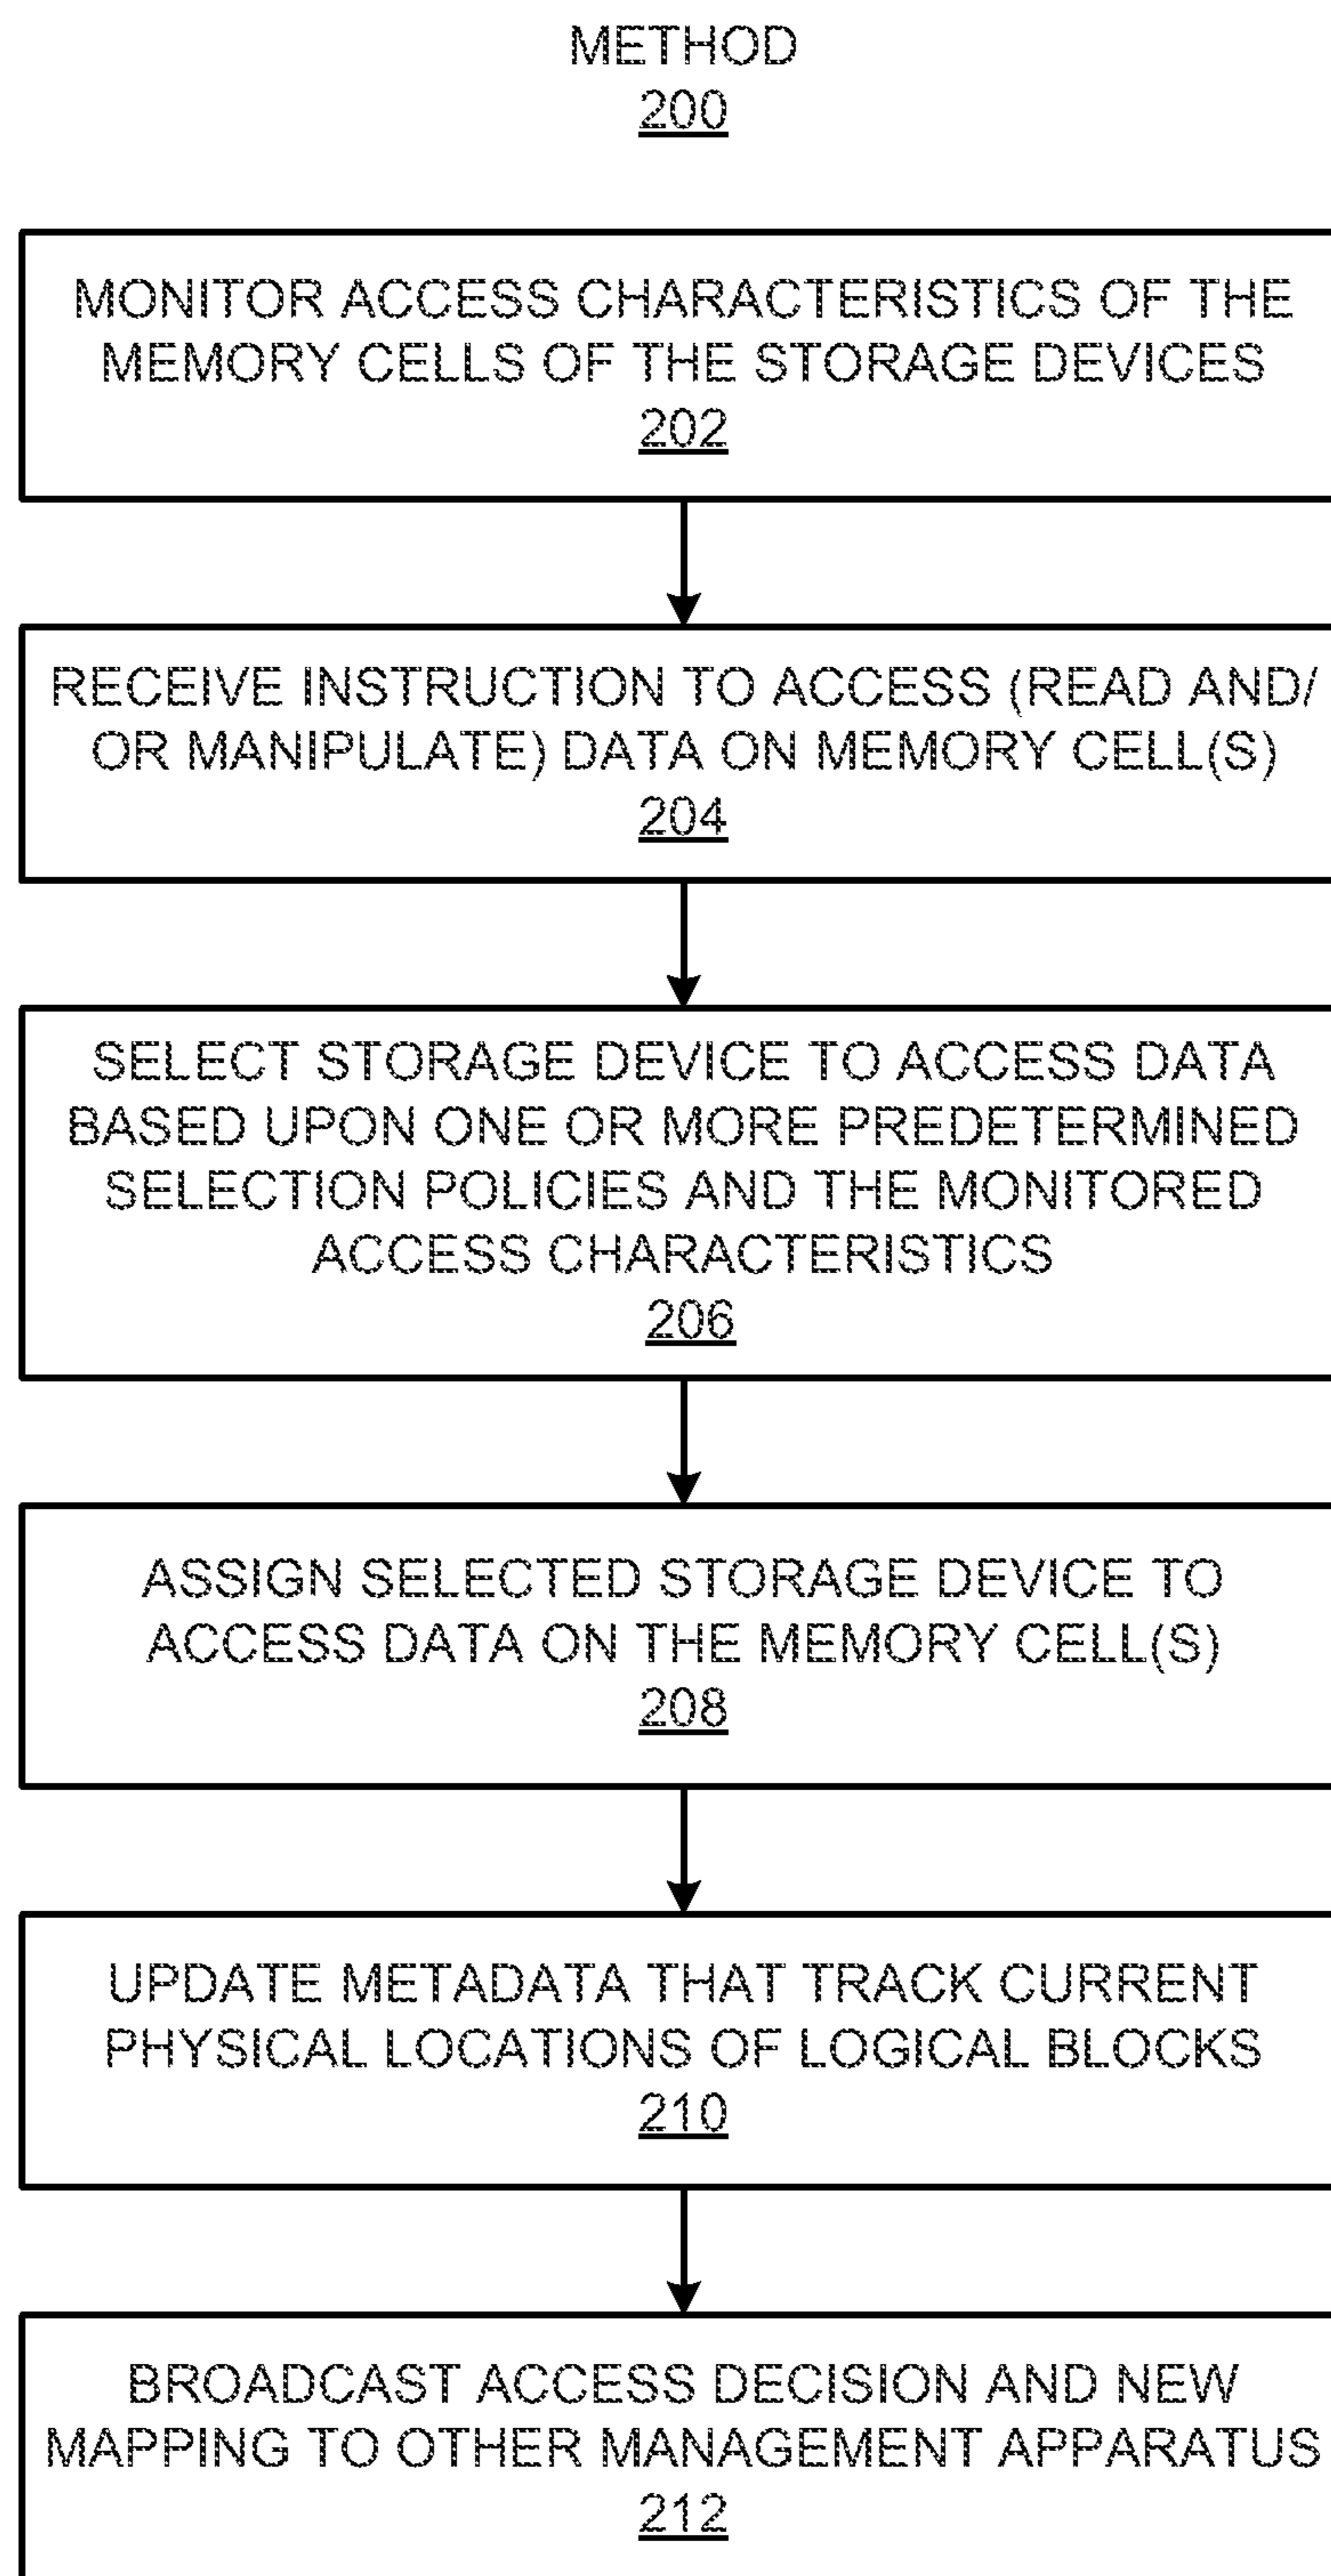 METHOD
200
MONITOR ACCESS CHARACTERISTICS OF THE
MEMORY CELLS OF THE STORAGE DEVICES
202
RECEIVE INSTRUCTION TO ACCESS (READ AND/
OR MANIPULATE) DATA ON MEMORY CELL(S)
204
SELECT STORAGE DEVICE TO ACCESS DATA
BASED UPON ONE OR MORE PREDETERMINED
SELECTION POLICIES AND THE MONITORED
ACCESS CHARACTERISTICS
206
ASSIGN SELECTED STORAGE DEVICE TO
ACCESS DATA ON THE MEMORY CELL(S)
208
UPDATE METADATA THAT TRACK CURRENT
PHYSICAL LOCATIONS OF LOGICAL BLOCKS
210
BROADCAST ACCESS DECISION AND NEW
MAPPING TO OTHER MANAGEMENT APPARATUS
212